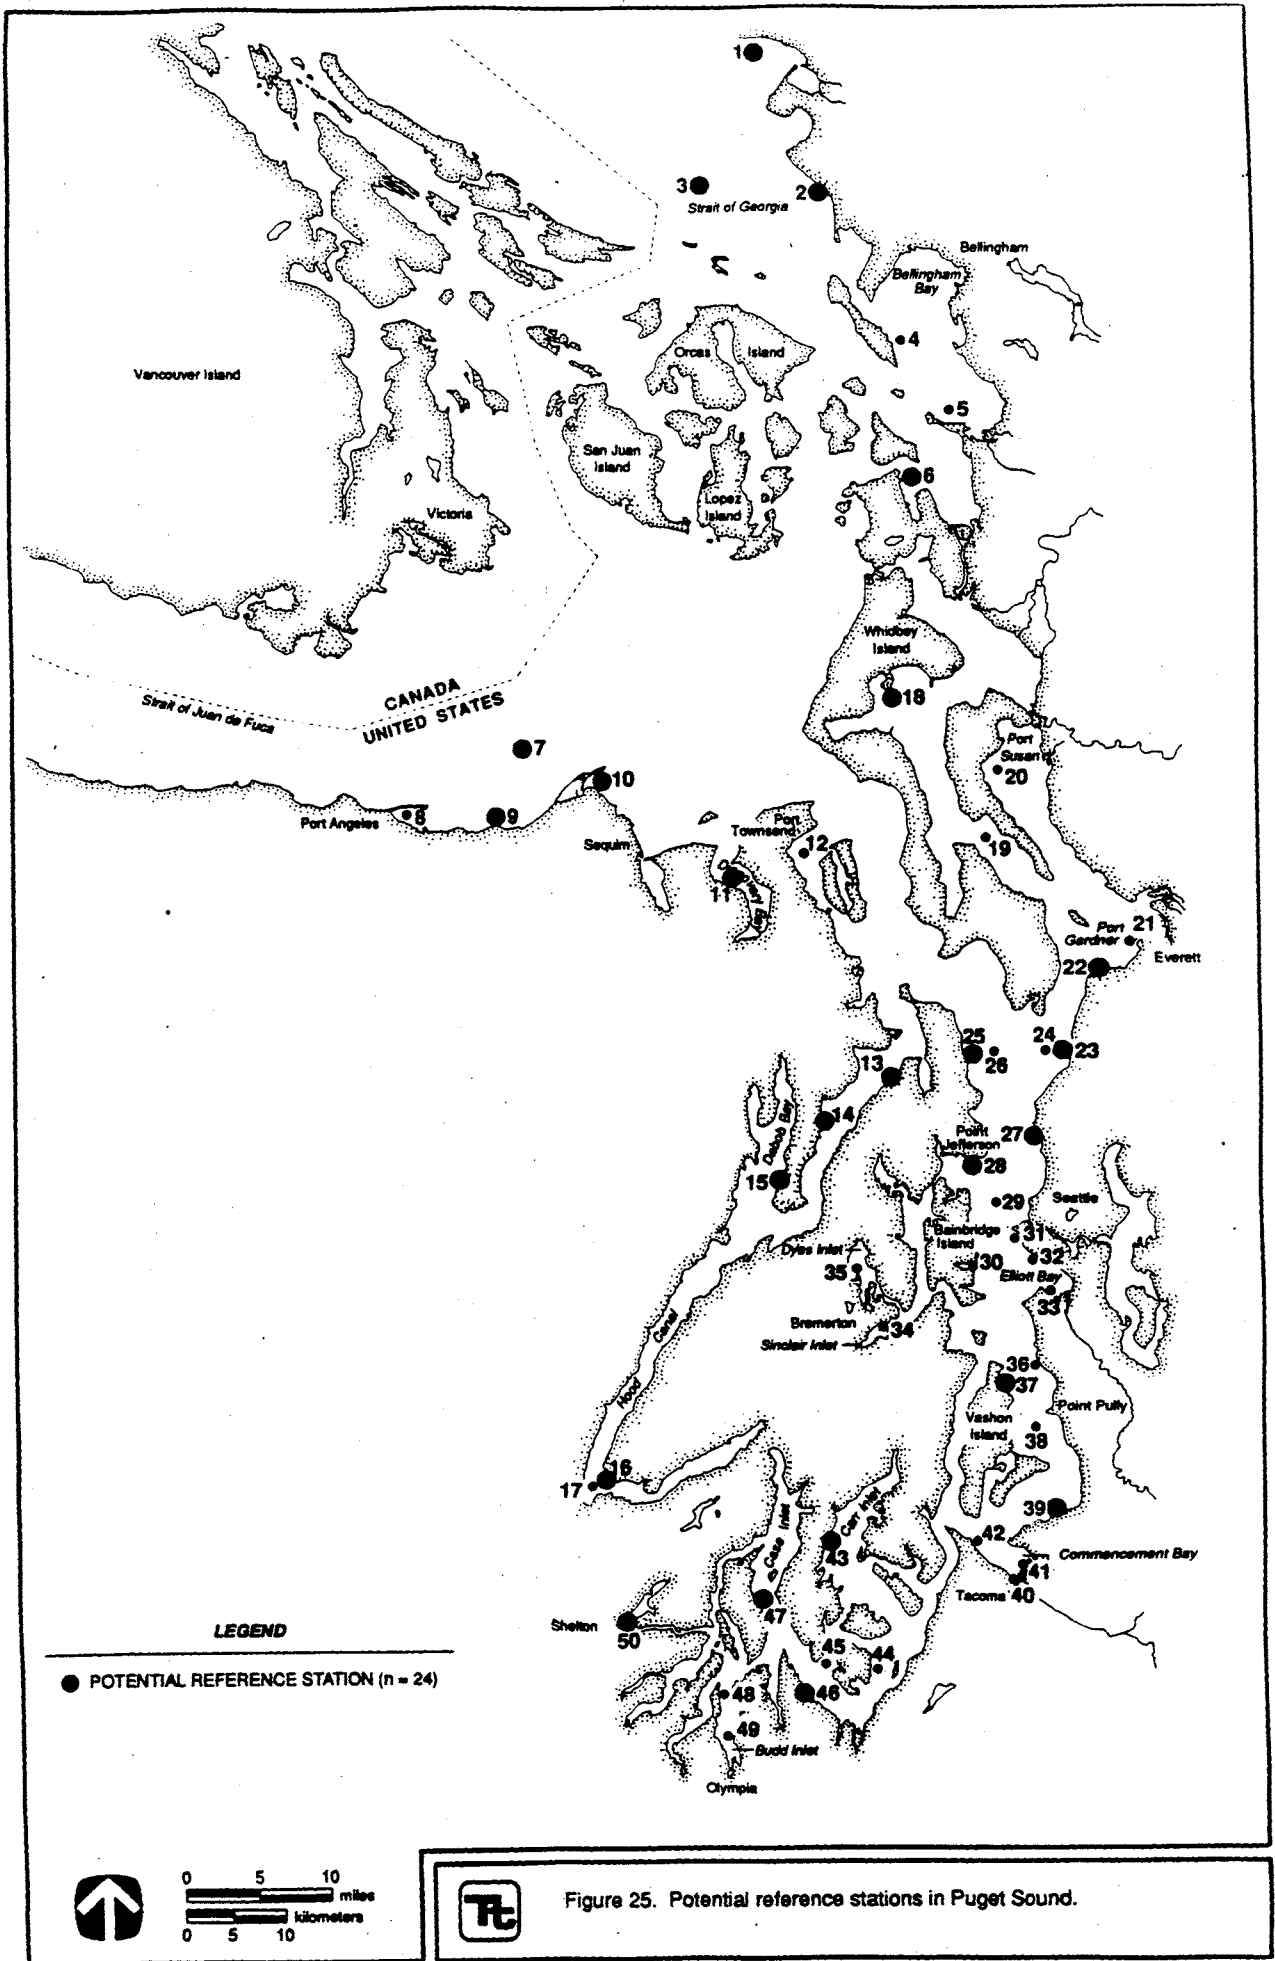 1
3
2
Strait of Georgia
Bellingham
Bellingham
Bay
4
Orcas
Island
Vancouver Island
5
San Juan
Island
6
Lopez
Island
Victoria
Whidbey
Island
18
CANADA
UNITED STATES
Strait of Juan de Fuca
7
Port
Susan
20
10
8
9
Port Angeles
Port
Townsend
12
19
Sequim
11
21
Port
Gardner
22
Everett
25
26
24
23
13
14
Dabob Bay
Point
Jefferson
27
28
15
29
Seattle
Bainbridge
Island
31
Dyes Inlet
30
32
35
Elliott Bay
33
Bremerton
34
Sinclair Inlet
Hood
Canal
36
37
Point Pully
Vashon
Island
38
16
17
39
Case Inlet
Carr Inlet
42
43
Commencement Bay
41
Tacoma
40
47
Shelton
50
45
44
48
46
49
Budd Inlet
Olympia
LEGEND
POTENTIAL REFERENCE STATION (n = 24)
0 5 10
miles
kilometers
0 5 10
Figure 25. Potential reference stations in Puget Sound.